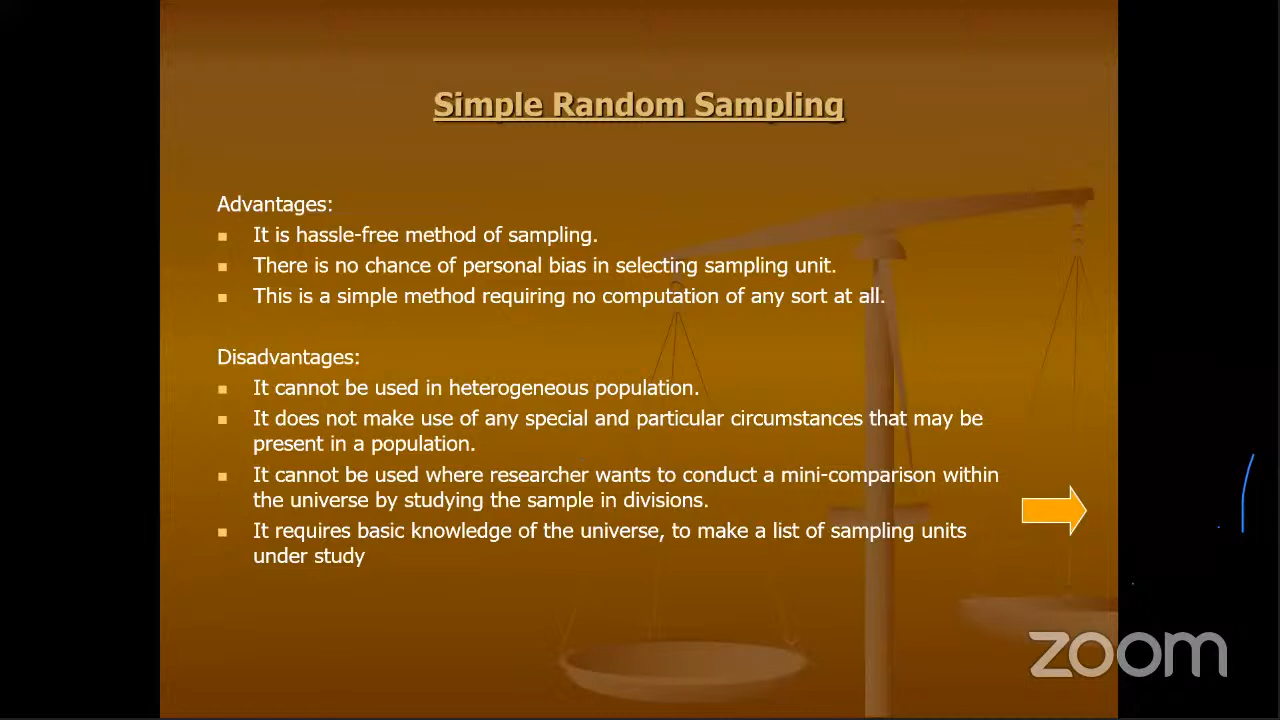 Simple Random Sampling
Advantages:
It is hassle-free method of sampling.
There is no chance of personal bias in selecting sampling unit.
This is a simple method requiring no computation of any sort at all.
Disadvantages:
It cannot be used in heterogeneous population.
It does not make use of any special and particular circumstances that may be
present in a population.
It cannot be used where researcher wants to conduct a mini-comparison within
the universe by studying the sample in divisions.
It requires basic knowledge of the universe, to make a list of sampling units
under study
zoom